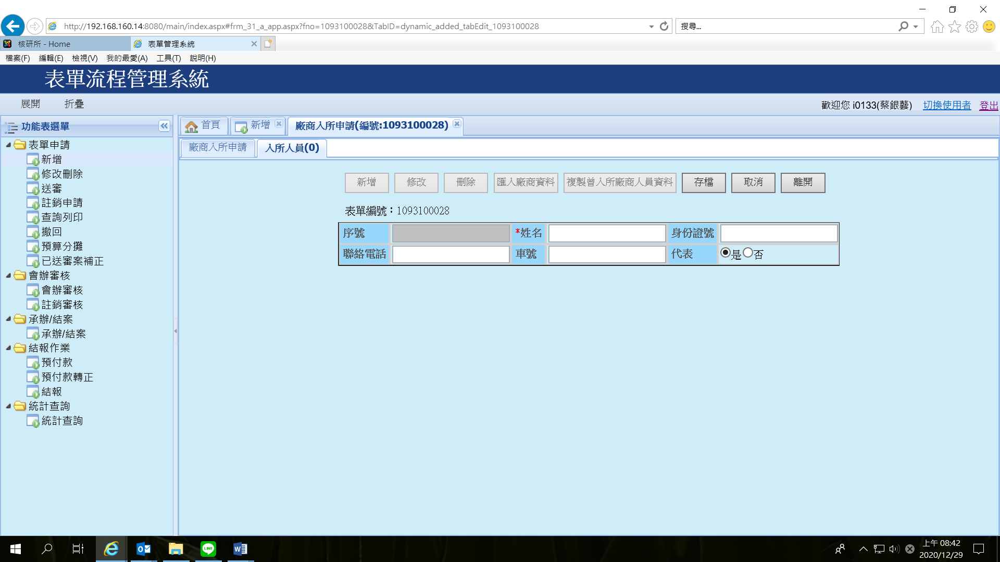 http://192.168.160.14:8080/main/index.aspx#frm_31_a_app.aspx?fno=1093100028&TabID=dynamic_added_tabEdit_1093100028
搜尋...
核研所 - Home
表單管理系統
檔案(F) 編輯(E) 檢視(V) 我的最愛(A) 工具(T) 說明(H)
表單流程管理系統
展開 折疊
歡迎您 i0133(蔡銀藝) 切換使用者 登出
功能表選單
表單申請
新增
修改刪除
送審
註銷申請
查詢列印
撤回
預算分攤
已送審案補正
會辦審核
會辦審核
註銷審核
承辦/結案
承辦/結案
結報作業
預付款
預付款轉正
結報
統計查詢
統計查詢
首頁 新增 廠商入所申請(編號:1093100028)
廠商入所申請 入所人員(0)
新增 修改 刪除 匯入廠商資料 複製曾入所廠商人員資料 存檔 取消 離開
表單編號：1093100028
序號 *姓名 身份證號
聯絡電話 車號 代表 是 否
上午 08:42
2020/12/29